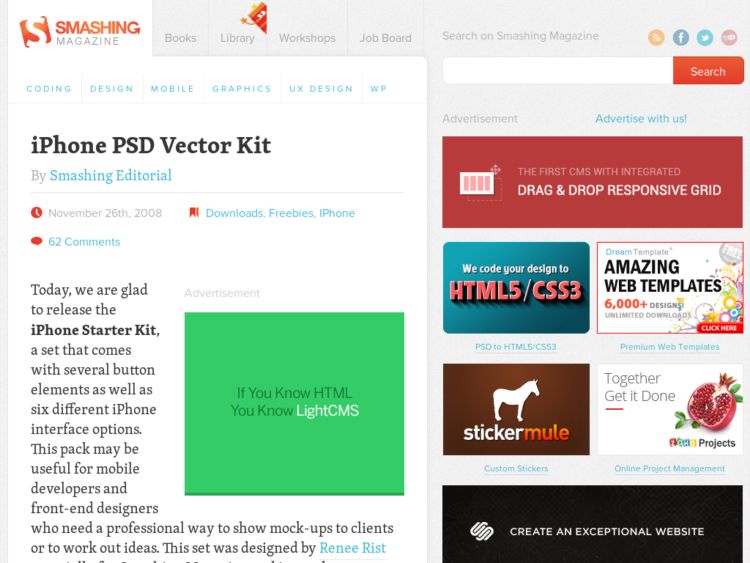 SMASHING
MAGAZINE
Books
Library
Workshops
Job Board
Search on Smashing Magazine
Search
CODING
DESIGN
MOBILE
GRAPHICS
UX DESIGN
WP
iPhone PSD Vector Kit
By Smashing Editorial
November 26th, 2008
Downloads, Freebies, IPhone
62 Comments
Today, we are glad
to release the
iPhone Starter Kit,
a set that comes
with several button
elements as well as
six different iPhone
interface options.
This pack may be
useful for mobile
developers and
front-end designers
who need a professional way to show mock-ups to clients
or to work out ideas. This set was designed by Renee Rist
Advertisement
If You Know HTML
You Know LightCMS
Advertisement
Advertise with us!
THE FIRST CMS WITH INTEGRATED
DRAG & DROP RESPONSIVE GRID
We code your design to
HTML5/CSS3
PSD to HTML5/CSS3
DreamTemplate
FREE
AMAZING
WEB TEMPLATES
6,000+ DESIGNS!
UNLIMITED DOWNLOADS
CLICK HERE
Premium Web Templates
stickermule
Custom Stickers
Together
Get it Done
ZOHO Projects
Online Project Management
CREATE AN EXCEPTIONAL WEBSITE